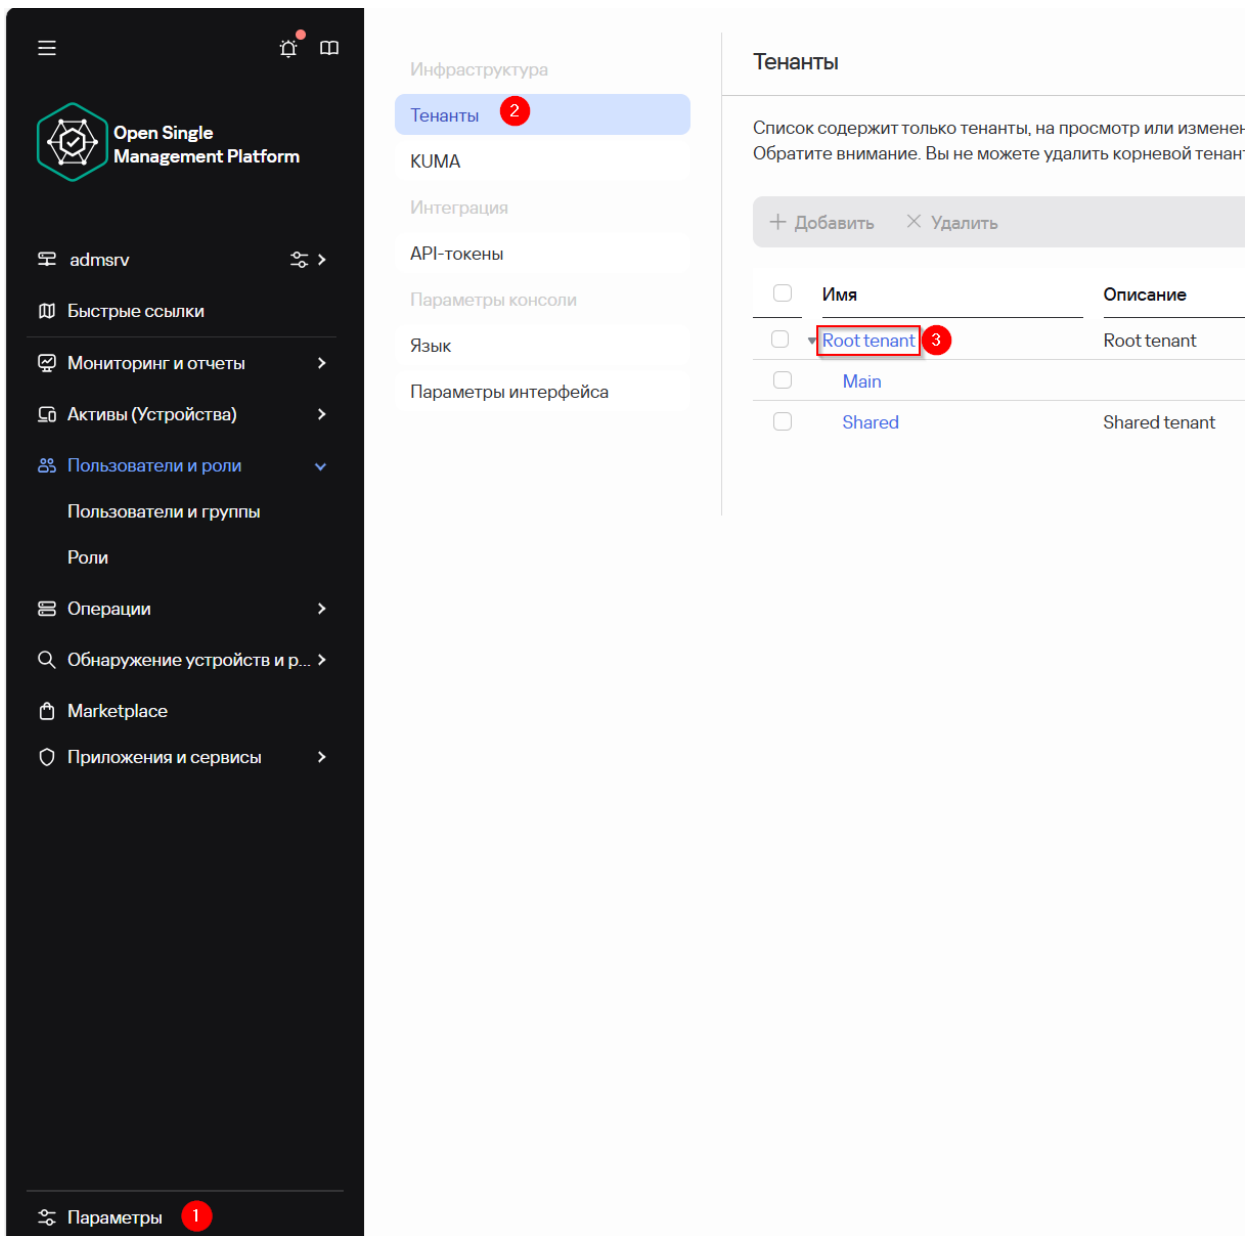 Open Single
Management Platform
admsrv
Быстрые ссылки
Мониторинг и отчеты
Активы (Устройства)
Пользователи и роли
Пользователи и группы
Роли
Операции
Обнаружение устройств и р...
Marketplace
Приложения и сервисы
Параметры 1
Инфраструктура
Тенанты 2
KUMA
Интеграция
API-токены
Параметры консоли
Язык
Параметры интерфейса
Тенанты
Список содержит только тенанты, на просмотр или изменен
Обратите внимание. Вы не можете удалить корневой тенант
Добавить Удалить
Имя Описание
Root tenant 3 Root tenant
Main
Shared Shared tenant